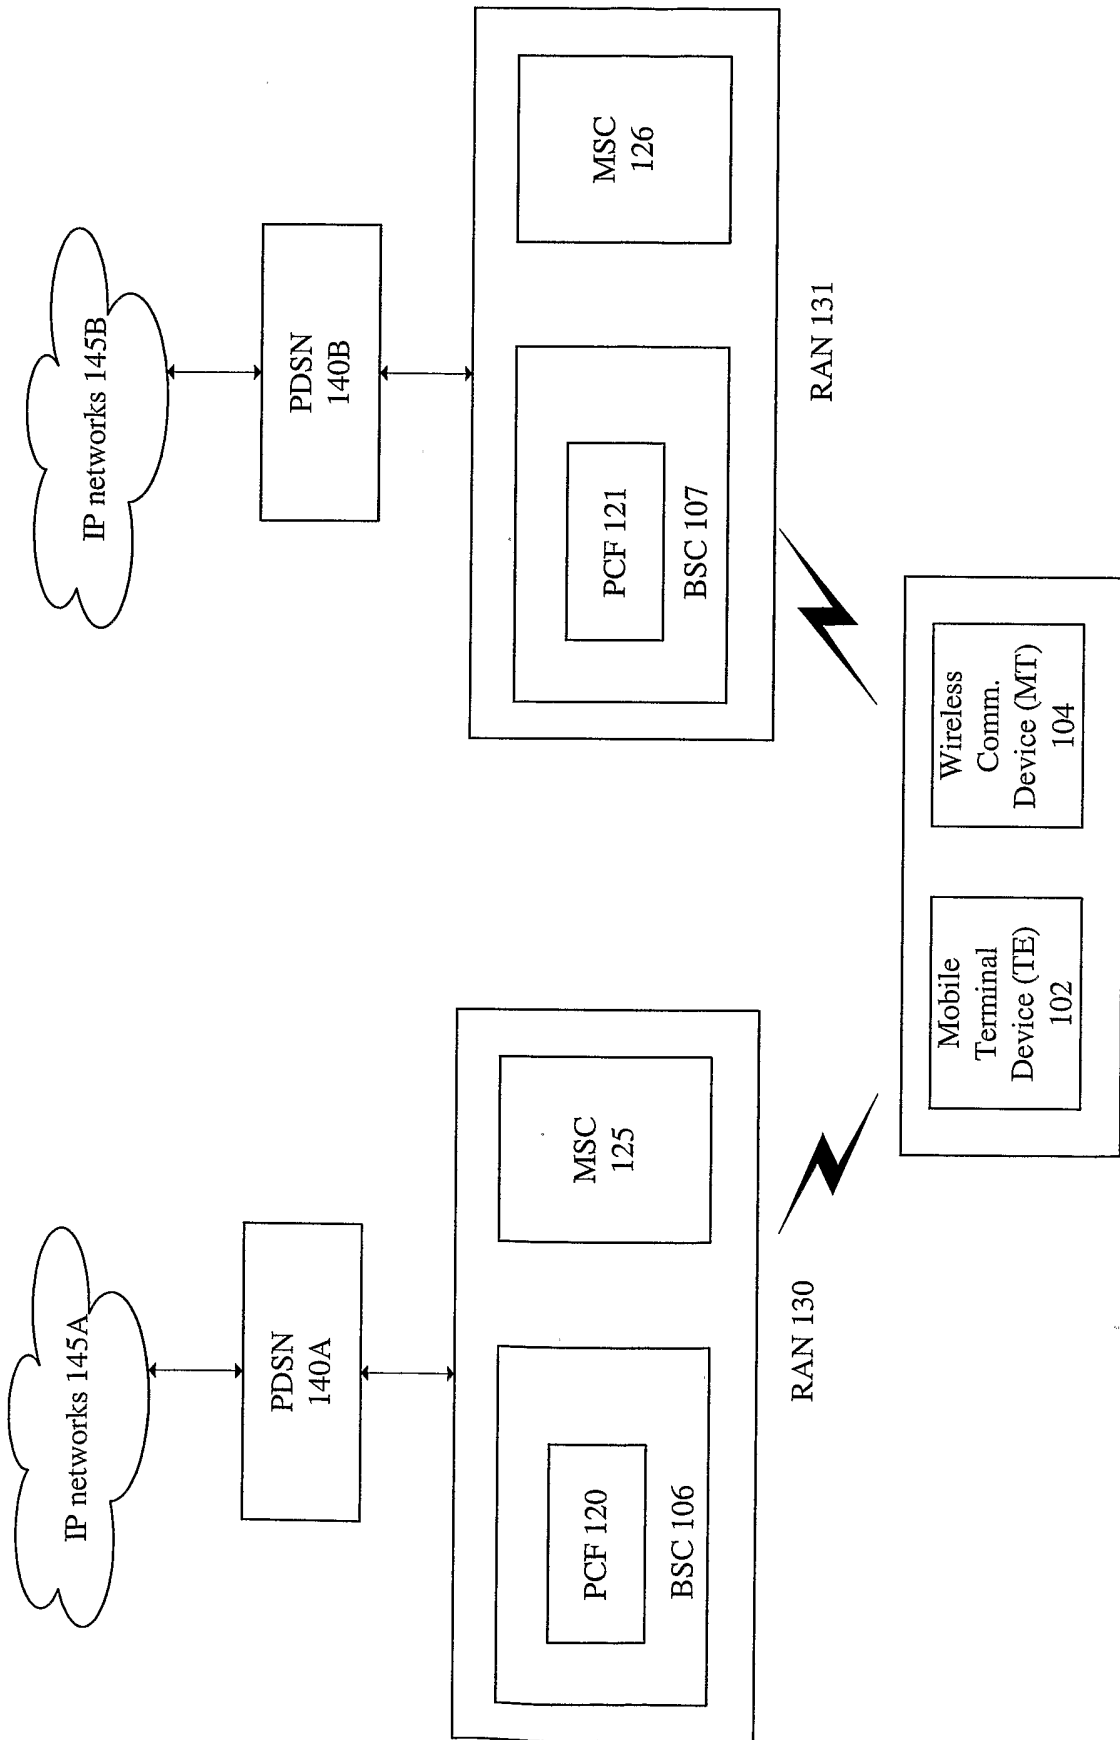 IP networks 145A
PDSN
140A
PCF 120
BSC 106
MSC
125
RAN 130
IP networks 145B
PDSN
140B
PCF 121
BSC 107
MSC
126
RAN 131
Mobile
Terminal
Device (TE)
102
Wireless
Comm.
Device (MT)
104